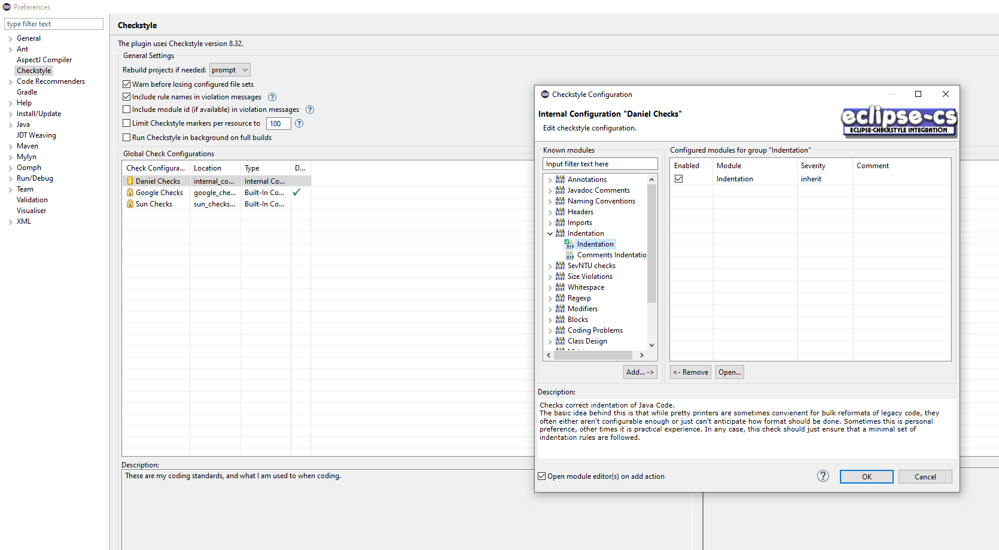 Preferences
type filter text
General
Ant
AspectJ Compiler
Checkstyle
Code Recommenders
Gradle
Help
Install/Update
Java
JDT Weaving
Maven
Mylyn
Oomph
Run/Debug
Team
Validation
Visualiser
XML
Checkstyle
The plugin uses Checkstyle version 8.32.
General Settings
Rebuild projects if needed: prompt
Warn before losing configured file sets
Include rule names in violation messages
Include module id (if available) in violation messages
Limit Checkstyle markers per resource to 100
Run Checkstyle in background on full builds
Global Check Configurations
Check Configura... Location Type D...
Daniel Checks internal_co... Internal Co...
Google Checks google_che... Built-In Co...
Sun Checks sun_checks... Built-In Co...
Description:
These are my coding standards, and what I am used to when coding.
Checkstyle Configuration
Internal Configuration "Daniel Checks"
Edit checkstyle configuration.
eclipse-cs
ECLIPSE-CHECKSTYLE INTEGRATION
Known modules
Input filter text here
Annotations
Javadoc Comments
Naming Conventions
Headers
Imports
Indentation
Indentation
Comments Indentatio
SevNTU checks
Size Violations
Whitespace
Regexp
Modifiers
Blocks
Coding Problems
Class Design
Add... ->
Configured modules for group "Indentation"
Enabled Module Severity Comment
Indentation inherit
<- Remove Open...
Description:
Checks correct indentation of Java Code.
The basic idea behind this is that while pretty printers are sometimes convienent for bulk reformats of legacy code, they
often either aren't configurable enough or just can't anticipate how format should be done. Sometimes this is personal
preference, other times it is practical experience. In any case, this check should just ensure that a minimal set of
indentation rules are followed.
Open module editor(s) on add action
OK Cancel